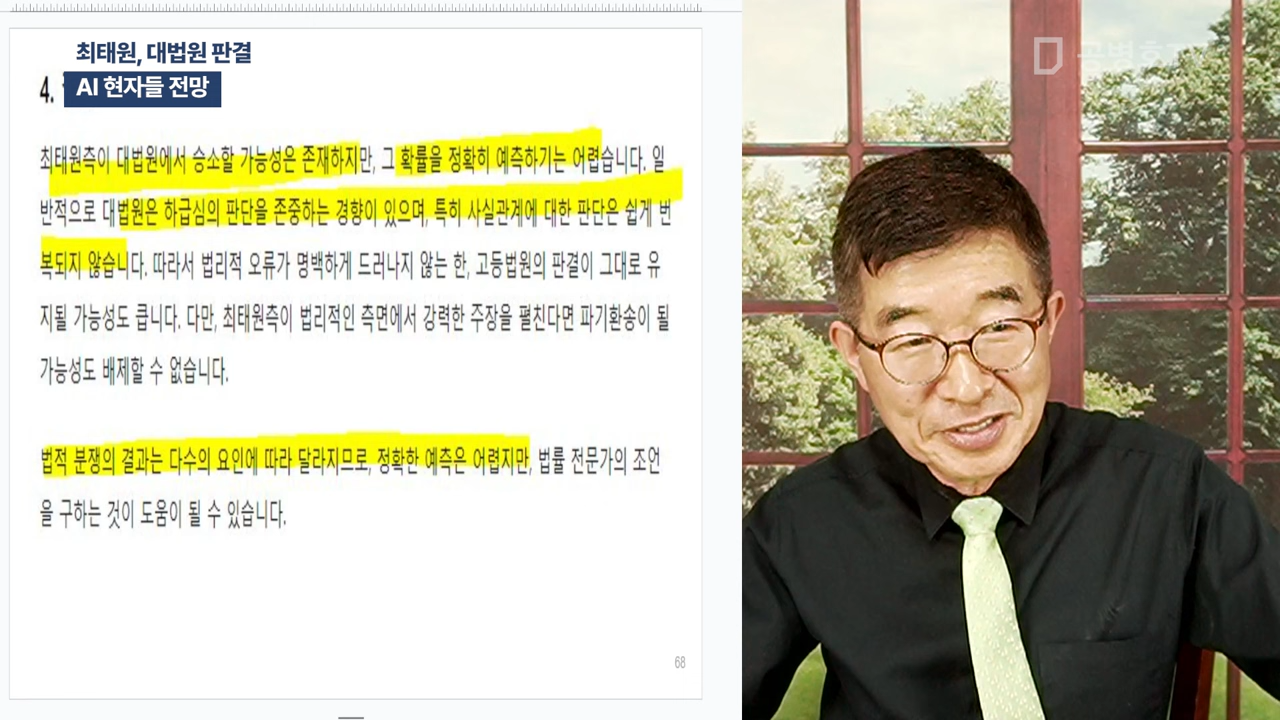 최태원, 대법원 판결
AI 현자들 전망
4.
최태원측이 대법원에서 승소할 가능성은 존재하지만, 그 확률을 정확히 예측하기는 어렵습니다. 일
반적으로 대법원은 하급심의 판단을 존중하는 경향이 있으며, 특히 사실관계에 대한 판단은 쉽게 번
복되지 않습니다. 따라서 법리적 오류가 명백하게 드러나지 않는 한, 고등법원의 판결이 그대로 유
지될 가능성도 큽니다. 다만, 최태원측이 법리적인 측면에서 강력한 주장을 펼친다면 파기환송이 될
가능성도 배제할 수 없습니다.
법적 분쟁의 결과는 다수의 요인에 따라 달라지므로, 정확한 예측은 어렵지만, 법률 전문가의 조언
을 구하는 것이 도움이 될 수 있습니다.
68